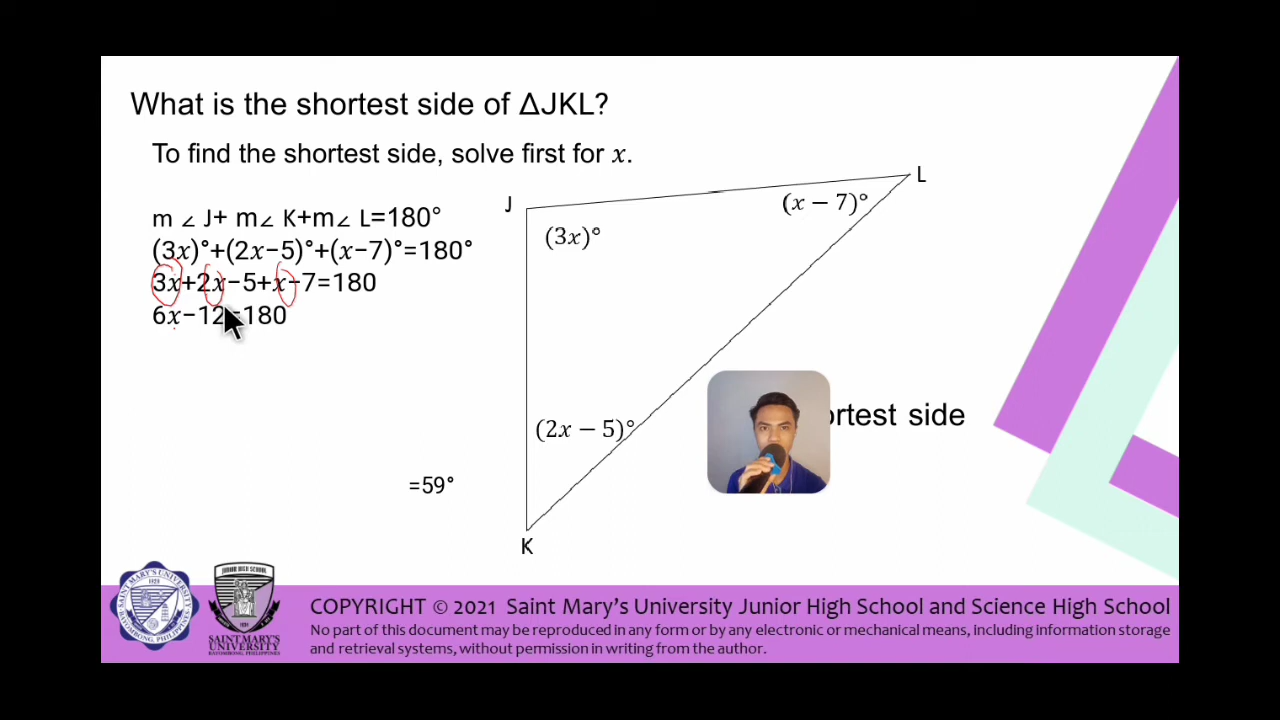 What is the shortest side of ΔJKL?
To find the shortest side, solve first for x.
m ∠ J+ m∠ K+m∠ L=180°
(3x)°+(2x−5)°+(x−7)°=180°
3x+2x−5+x−7=180
6x−12=180
J
L
(3x)°
(x − 7)°
(2x − 5)°
side
=59°
K
SAINT MARY'S
UNIVERSITY
COPYRIGHT © 2021 Saint Mary's University Junior High School and Science High School
No part of this document may be reproduced in any form or by any electronic or mechanical means, including information storage
and retrieval systems, without permission in writing from the author.